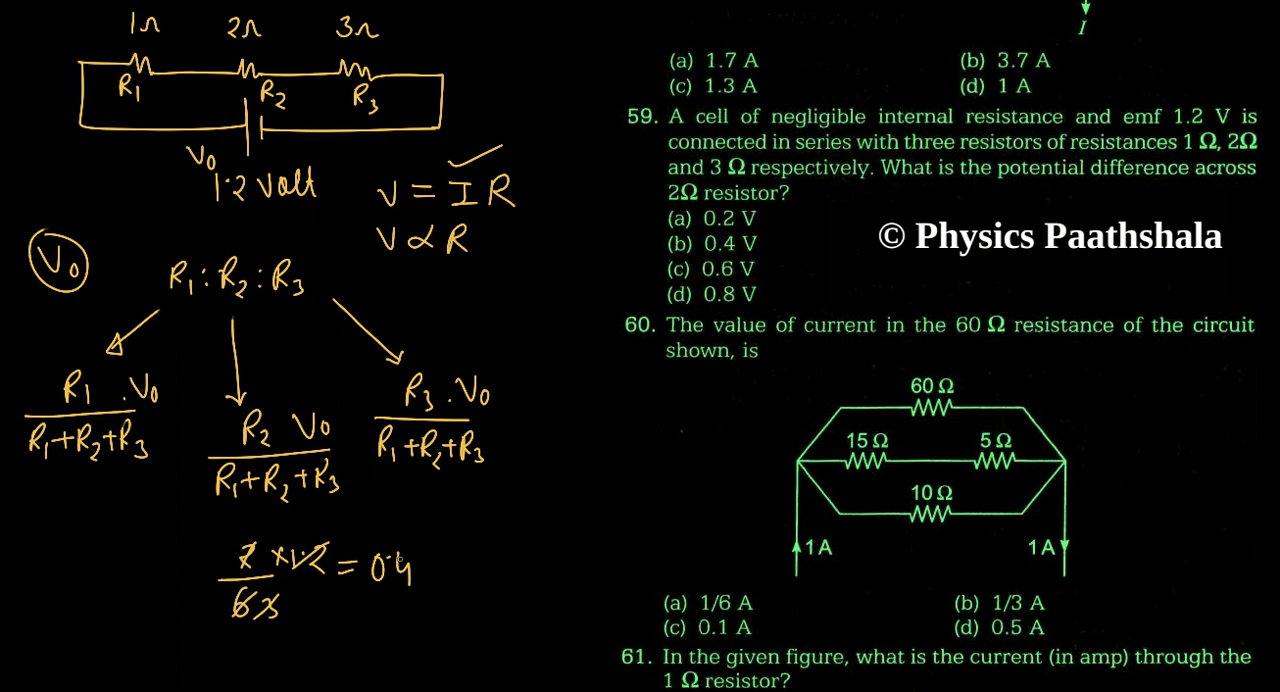 1Ω 2Ω 3Ω
R₁ R₂ R₃
V₀
1.2 Volt
V = I R
V ∝ R
V₀
R₁ : R₂ : R₃
R₁ . V₀
R₁+R₂+R₃
R₂ V₀
R₁+R₂+R₃
R₃ . V₀
R₁+R₂+R₃
2 ×1.2 = 0.4
6 3
I
(a) 1.7 A (b) 3.7 A
(c) 1.3 A (d) 1 A
59. A cell of negligible internal resistance and emf 1.2 V is
connected in series with three resistors of resistances 1 Ω, 2Ω
and 3 Ω respectively. What is the potential difference across
2Ω resistor?
(a) 0.2 V
(b) 0.4 V
(c) 0.6 V
(d) 0.8 V
© Physics Paathshala
60. The value of current in the 60 Ω resistance of the circuit
shown, is
60 Ω
15 Ω 5 Ω
10 Ω
1 A 1 A
(a) 1/6 A (b) 1/3 A
(c) 0.1 A (d) 0.5 A
61. In the given figure, what is the current (in amp) through the
1 Ω resistor?